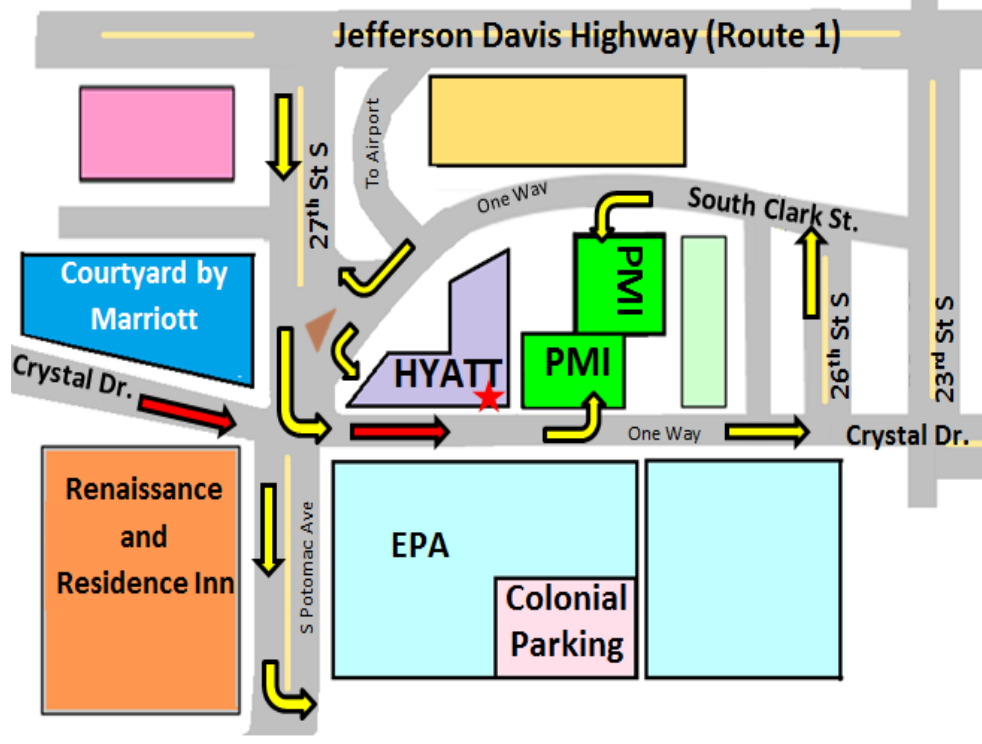 Jefferson Davis Highway (Route 1)
27th St S
To Airport
One Way
South Clark St.
Courtyard by
Marriott
PMI
26th St S
23rd St S
Crystal Dr.
HYATT
PMI
One Way
Crystal Dr.
Renaissance
and
Residence Inn
S Potomac Ave
EPA
Colonial
Parking